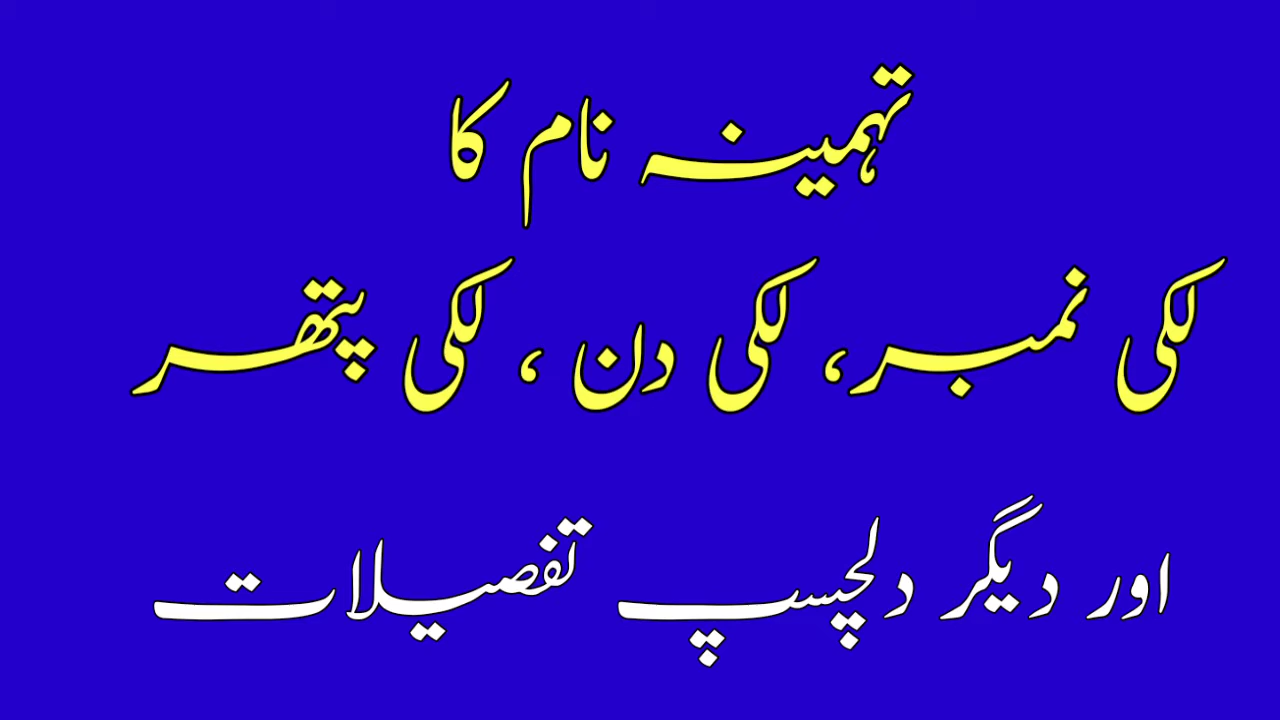 تہمینہ نام کا
لکی نمبر، لکی دن ، لکی پتھر
اور دیگر دلچسپ تفصیلات